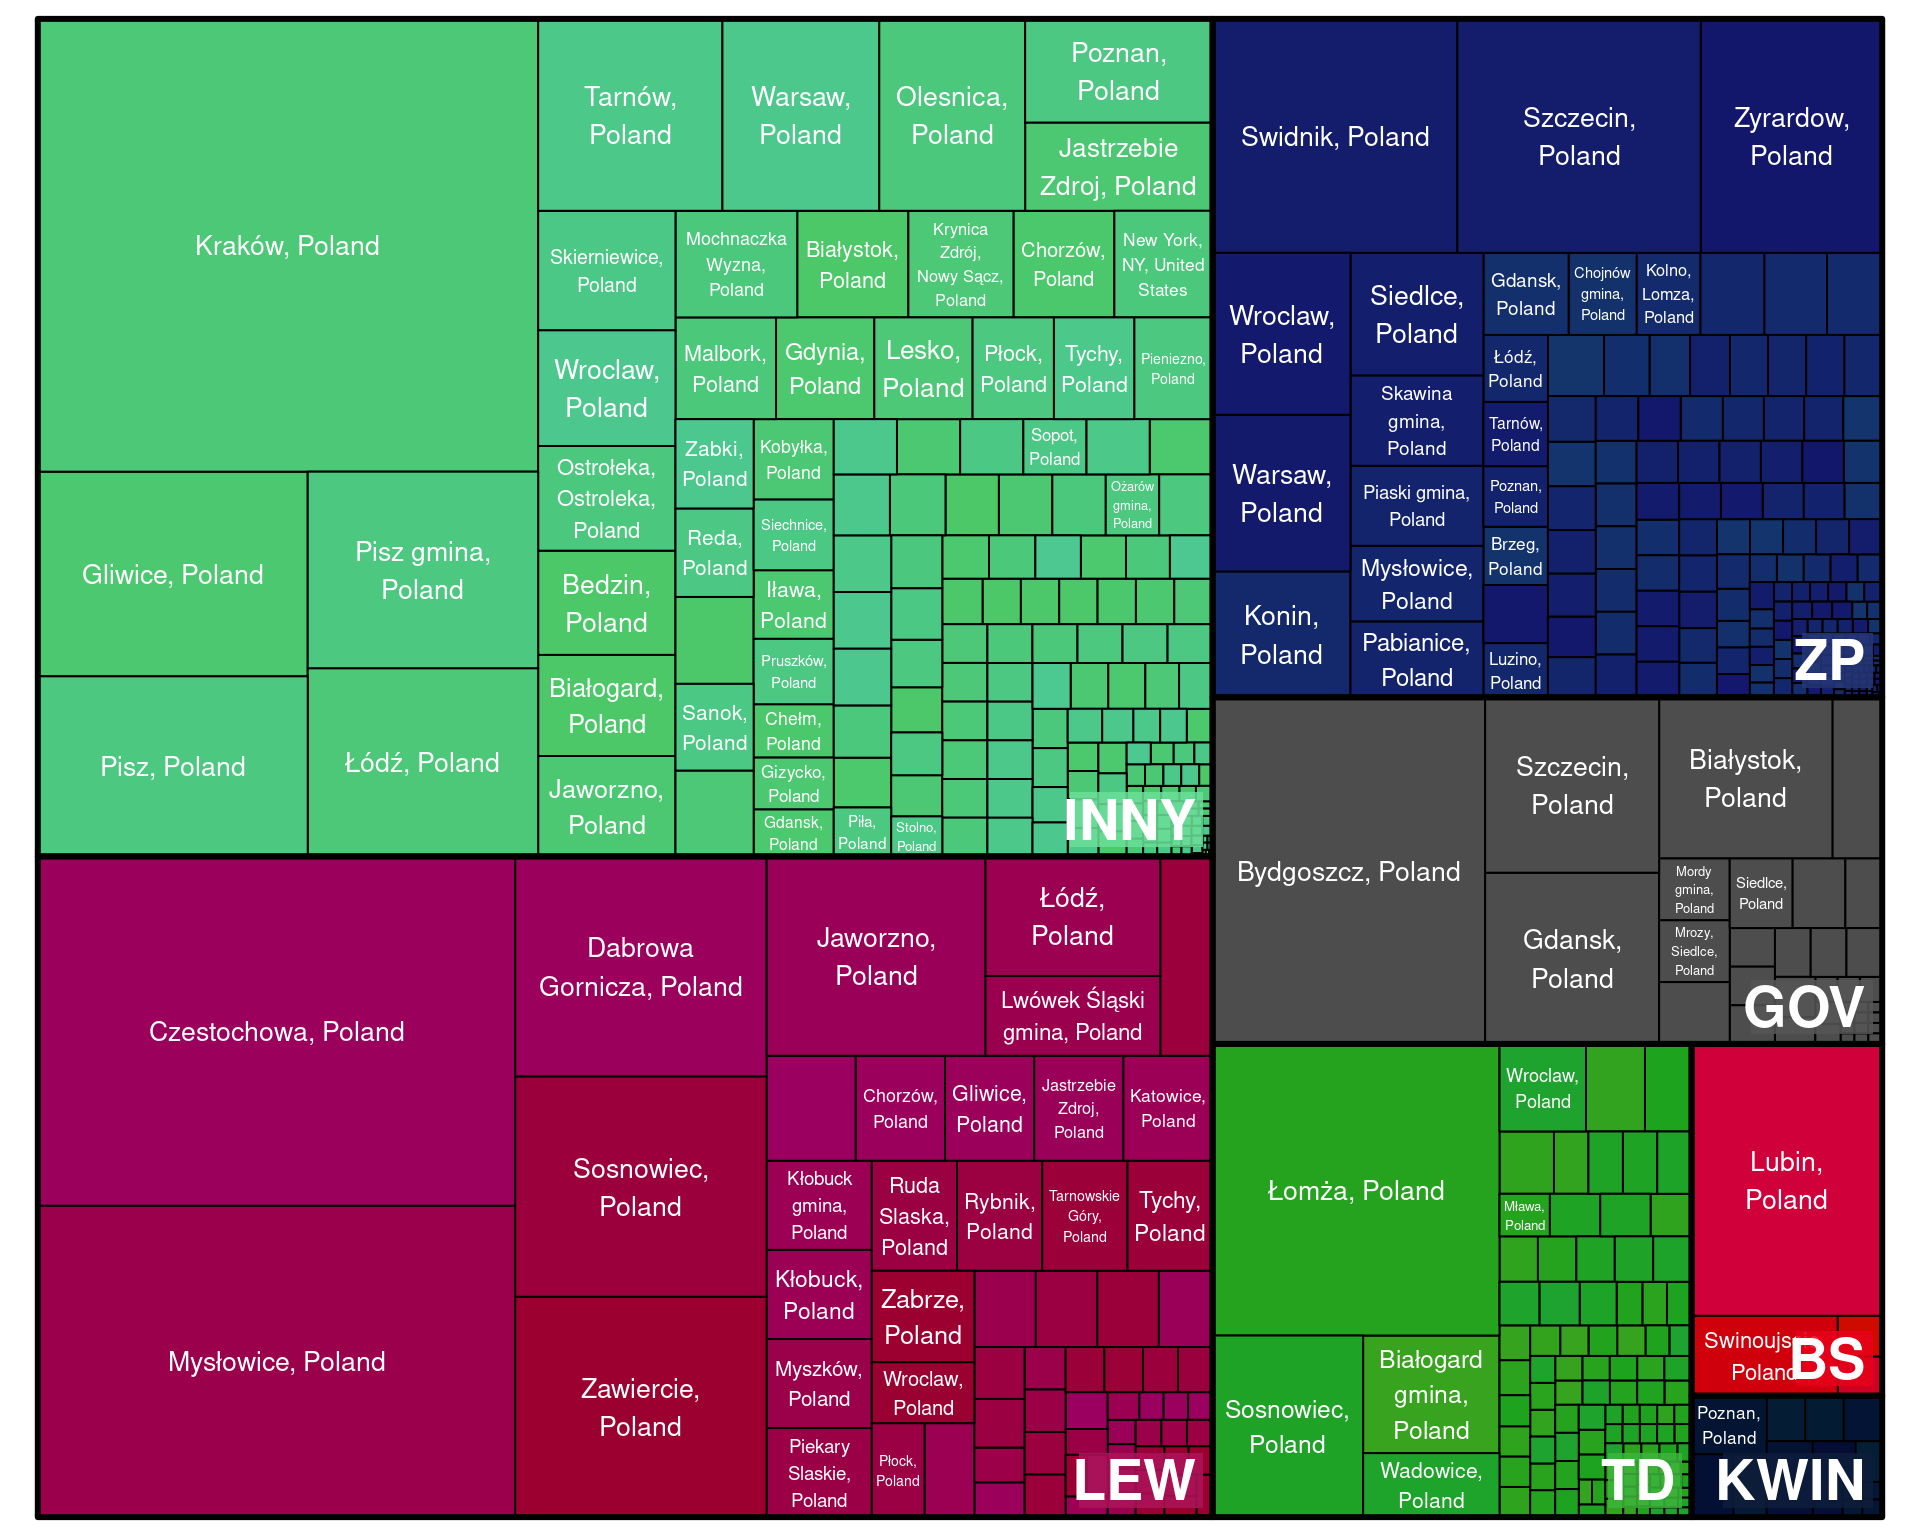 Kraków, Poland
Gliwice, Poland
Pisz gmina,
Poland
Pisz, Poland
Łódź, Poland
Tarnów,
Poland
Warsaw,
Poland
Olesnica,
Poland
Poznan,
Poland
Jastrzebie
Zdroj, Poland
Skierniewice,
Poland
Mochnaczka
Wyzna,
Poland
Białystok,
Poland
Krynica
Zdrój,
Nowy Sącz,
Poland
Chorzów,
Poland
New York,
NY, United
States
Wroclaw,
Poland
Malbork,
Poland
Gdynia,
Poland
Lesko,
Poland
Płock,
Poland
Tychy,
Poland
Pieniezno,
Poland
Ostrołeka,
Ostroleka,
Poland
Zabki,
Poland
Kobyłka,
Poland
Sopot,
Poland
Ożarów
gmina,
Poland
Reda,
Poland
Siechnice,
Poland
Bedzin,
Poland
Iława,
Poland
Białogard,
Poland
Pruszków,
Poland
Sanok,
Poland
Chełm,
Poland
Jaworzno,
Poland
Gizycko,
Poland
Gdansk,
Poland
Piła,
Poland
Stolno,
Poland
INNY
Swidnik, Poland
Szczecin,
Poland
Zyrardow,
Poland
Wroclaw,
Poland
Siedlce,
Poland
Gdansk,
Poland
Chojnów
gmina,
Poland
Kolno,
Lomza,
Poland
Łódź,
Poland
Skawina
gmina,
Poland
Tarnów,
Poland
Warsaw,
Poland
Piaski gmina,
Poland
Poznan,
Poland
Mysłowice,
Poland
Brzeg,
Poland
Konin,
Poland
Pabianice,
Poland
Luzino,
Poland
ZP
Bydgoszcz, Poland
Szczecin,
Poland
Białystok,
Poland
Gdansk,
Poland
Mordy
gmina,
Poland
Siedlce,
Poland
Mrozy,
Siedlce,
Poland
GOV
Czestochowa, Poland
Mysłowice, Poland
Dabrowa
Gornicza, Poland
Sosnowiec,
Poland
Zawiercie,
Poland
Jaworzno,
Poland
Łódź,
Poland
Lwówek Śląski
gmina, Poland
Chorzów,
Poland
Gliwice,
Poland
Jastrzebie
Zdroj,
Poland
Katowice,
Poland
Kłobuck
gmina,
Poland
Ruda
Slaska,
Poland
Rybnik,
Poland
Tarnowskie
Góry,
Poland
Tychy,
Poland
Kłobuck,
Poland
Zabrze,
Poland
Myszków,
Poland
Wroclaw,
Poland
Piekary
Slaskie,
Poland
Płock,
Poland
LEW
Łomża, Poland
Wroclaw,
Poland
Mława,
Poland
Sosnowiec,
Poland
Białogard
gmina,
Poland
Wadowice,
Poland
TD
Lubin,
Poland
Poland
BS
Poznan,
Poland
KWIN